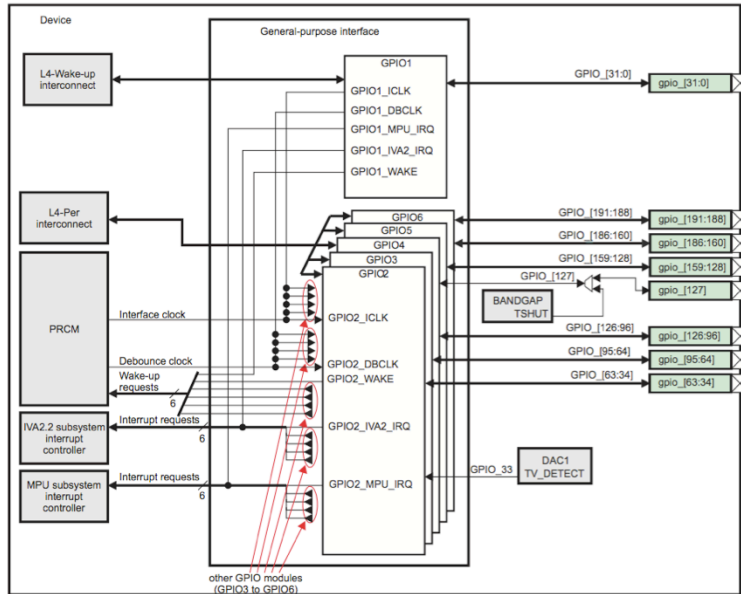 Device
General-purpose interface
L4-Wake-up
interconnect
GPIO1
GPIO1_ICLK
GPIO1_DBCLK
GPIO1_MPU_IRQ
GPIO1_IVA2_IRQ
GPIO1_WAKE
GPIO_[31:0]
gpio_[31:0]
L4-Per
interconnect
GPIO6
GPIO5
GPIO4
GPIO3
GPIO2
GPIO_[191:188]
gpio_[191:188]
GPIO_[186:160]
gpio_[186:160]
GPIO_[159:128]
gpio_[159:128]
GPIO_[127]
gpio_[127]
BANDGAP
TSHUT
PRCM
Interface clock
GPIO2_ICLK
GPIO_[126:96]
gpio_[126:96]
Debounce clock
GPIO2_DBCLK
GPIO_[95:64]
gpio_[95:64]
Wake-up
requests
6
GPIO2_WAKE
GPIO_[63:34]
gpio_[63:34]
IVA2.2 subsystem
interrupt
controller
Interrupt requests
6
GPIO2_IVA2_IRQ
MPU subsystem
interrupt
controller
Interrupt requests
6
GPIO2_MPU_IRQ
GPIO_33
DAC1
TV_DETECT
other GPIO modules
(GPIO3 to GPIO6)